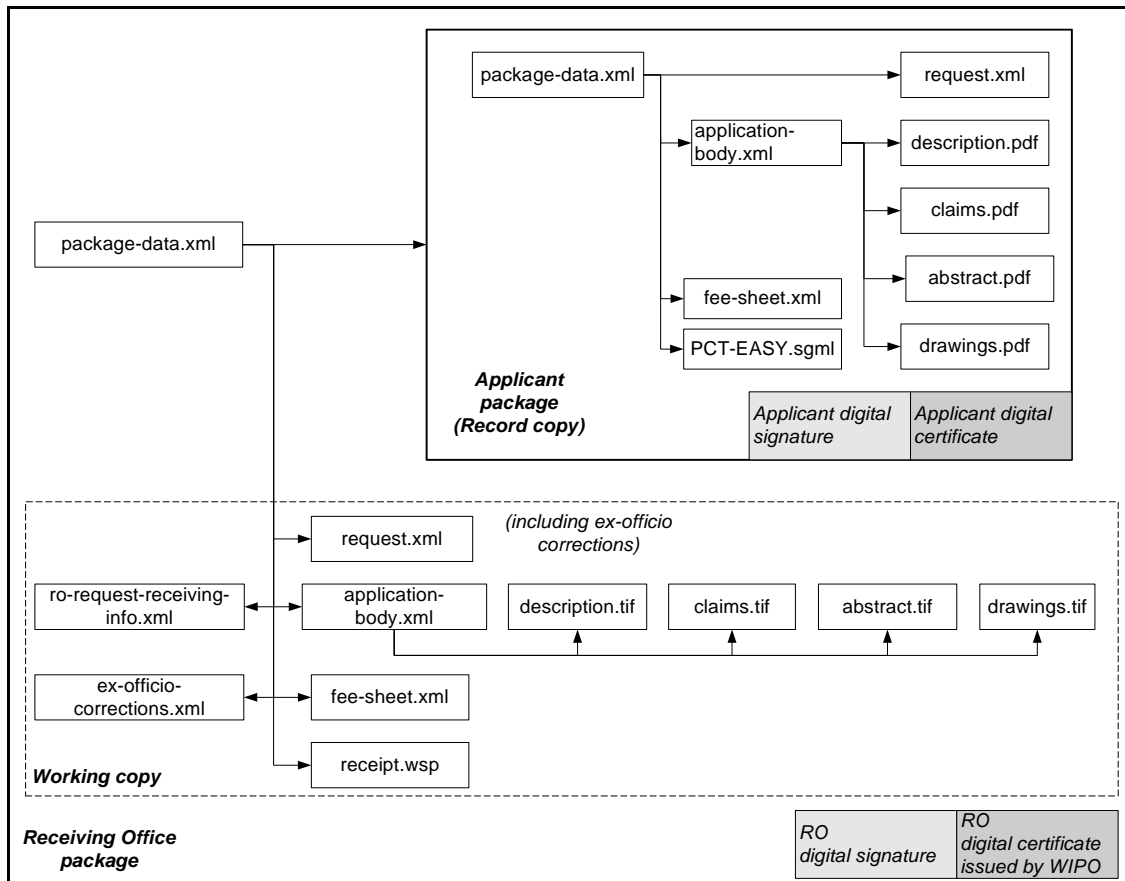 package-data.xml
request.xml
application-
body.xml
description.pdf
claims.pdf
package-data.xml
abstract.pdf
fee-sheet.xml
PCT-EASY.sgml
drawings.pdf
Applicant
package
(Record copy)
Applicant digital
signature
Applicant digital
certificate
(including ex-officio
corrections)
request.xml
ro-request-receiving-
info.xml
application-
body.xml
description.tif
claims.tif
abstract.tif
drawings.tif
ex-officio-
corrections.xml
fee-sheet.xml
receipt.wsp
Working copy
Receiving Office
package
RO
digital signature
RO
digital certificate
issued by WIPO